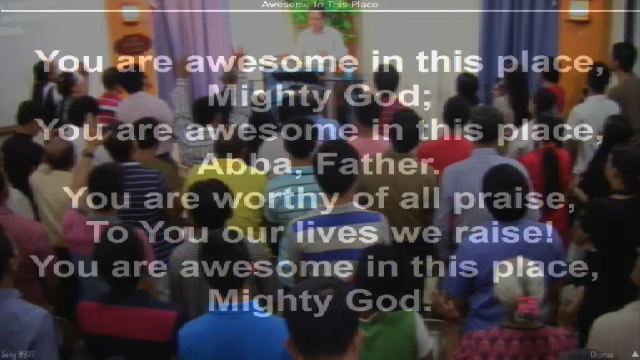 Awesome In This Place
You are awesome in this place,
Mighty God;
You are awesome in this place,
Abba, Father.
You are worthy of all praise,
To You our lives we raise!
You are awesome in this place,
Mighty God.
Chorus